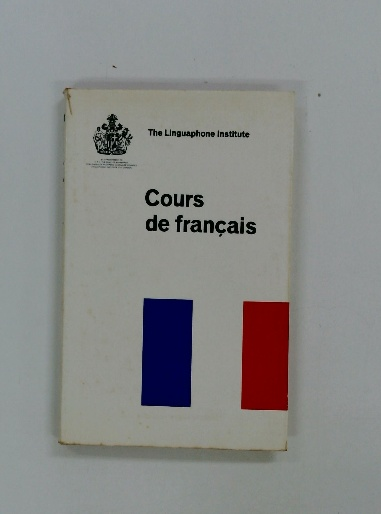 The Linguaphone Institute
Cours
de français